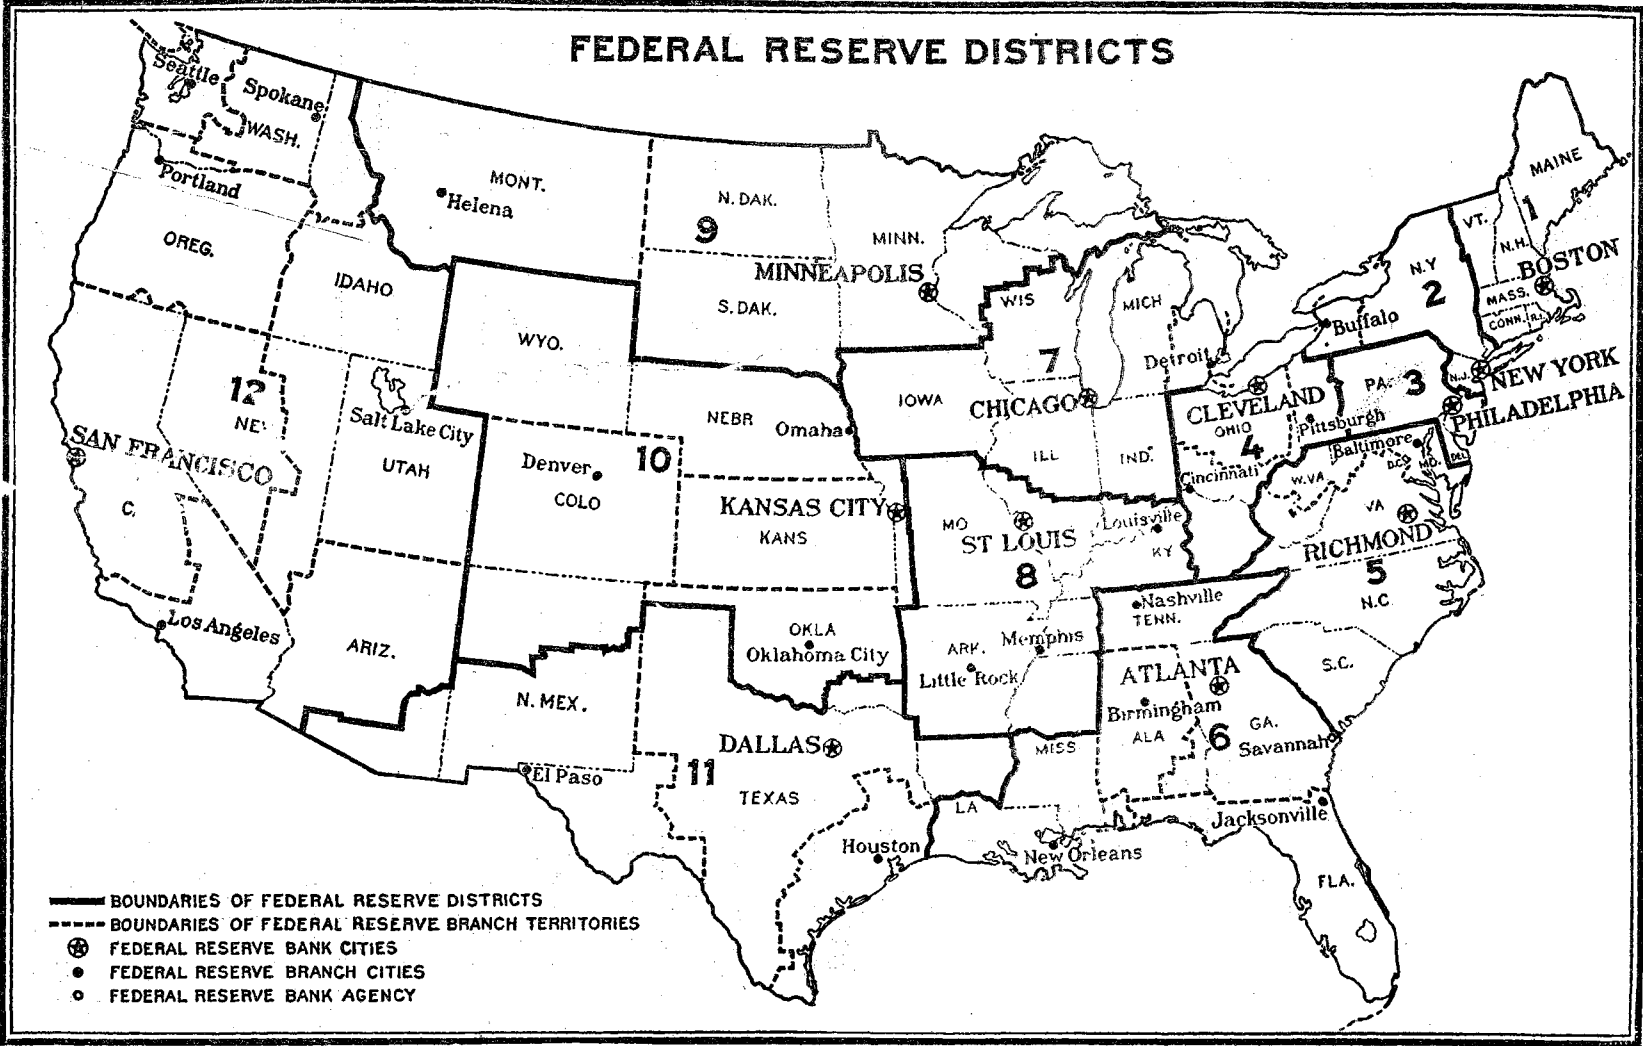 FEDERAL RESERVE DISTRICTS
Seattle
Spokane
WASH.
Portland
MONT.
Helena
N. DAK.
9
MINN.
MAINE
1
VT.
N.H.
BOSTON
OREG.
IDAHO
MINNEAPOLIS
S. DAK.
WIS
MICH
N.Y
2
MASS.
CONN.
R.I.
Buffalo
WYO.
7
Detroit
NEW YORK
N.J.
12
Salt Lake City
NEBR
Omaha
IOWA
CHICAGO
CLEVELAND
OHIO
4
PA.
3
Pittsburgh
PHILADELPHIA
SAN FRANCISCO
UTAH
Denver
COLO
10
ILL
IND.
Cincinnati
Baltimore
D.C.
MD.
DEL
W.VA
C.
KANSAS CITY
KANS
MO
ST LOUIS
8
Louisville
KY
VA
RICHMOND
5
N.C.
Los Angeles
ARIZ.
OKLA
Oklahoma City
ARK.
Memphis
Little Rock
Nashville
TENN.
S.C.
N. MEX.
ATLANTA
Birmingham
ALA
6
GA.
Savannah
El Paso
DALLAS
11
TEXAS
MISS
LA
Jacksonville
Houston
New Orleans
FLA.
BOUNDARIES OF FEDERAL RESERVE DISTRICTS
BOUNDARIES OF FEDERAL RESERVE BRANCH TERRITORIES
FEDERAL RESERVE BANK CITIES
FEDERAL RESERVE BRANCH CITIES
FEDERAL RESERVE BANK AGENCY